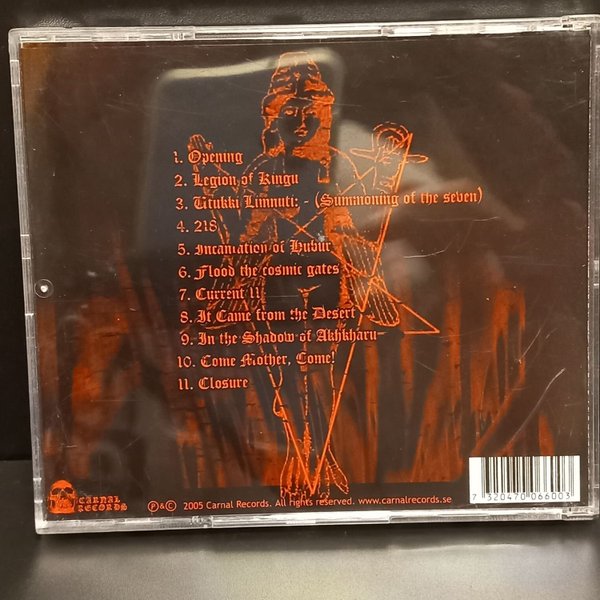 1. Opening
2. Legion of Kingu
3. Utukki Limnuti; - (Summoning of the seven)
4. 218
5. Incantation of Hubur
6. Flood the cosmic gates
7. Current 11
8. It Came from the Desert
9. In the Shadow of Akhkharu
10. Come Mother, Come!
11. Closure
CARNAL
RECORDS
P & C 2005 Carnal Records. All rights reserved. www.carnalrecords.se
7 320470 066003